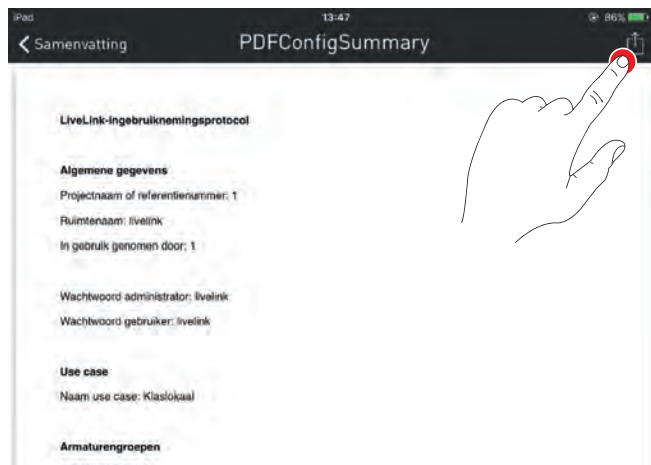 iPad 13:47 86%
Samenvatting PDFConfigSummary
LiveLink-ingebruiknemingsprotocol
Algemene gegevens
Projectnaam of referentienummer: 1
Ruimtenaam: livelink
In gebruik genomen door: 1
Wachtwoord administrator: livelink
Wachtwoord gebruiker: livelink
Use case
Naam use case: Klaslokaal
Armaturengroepen